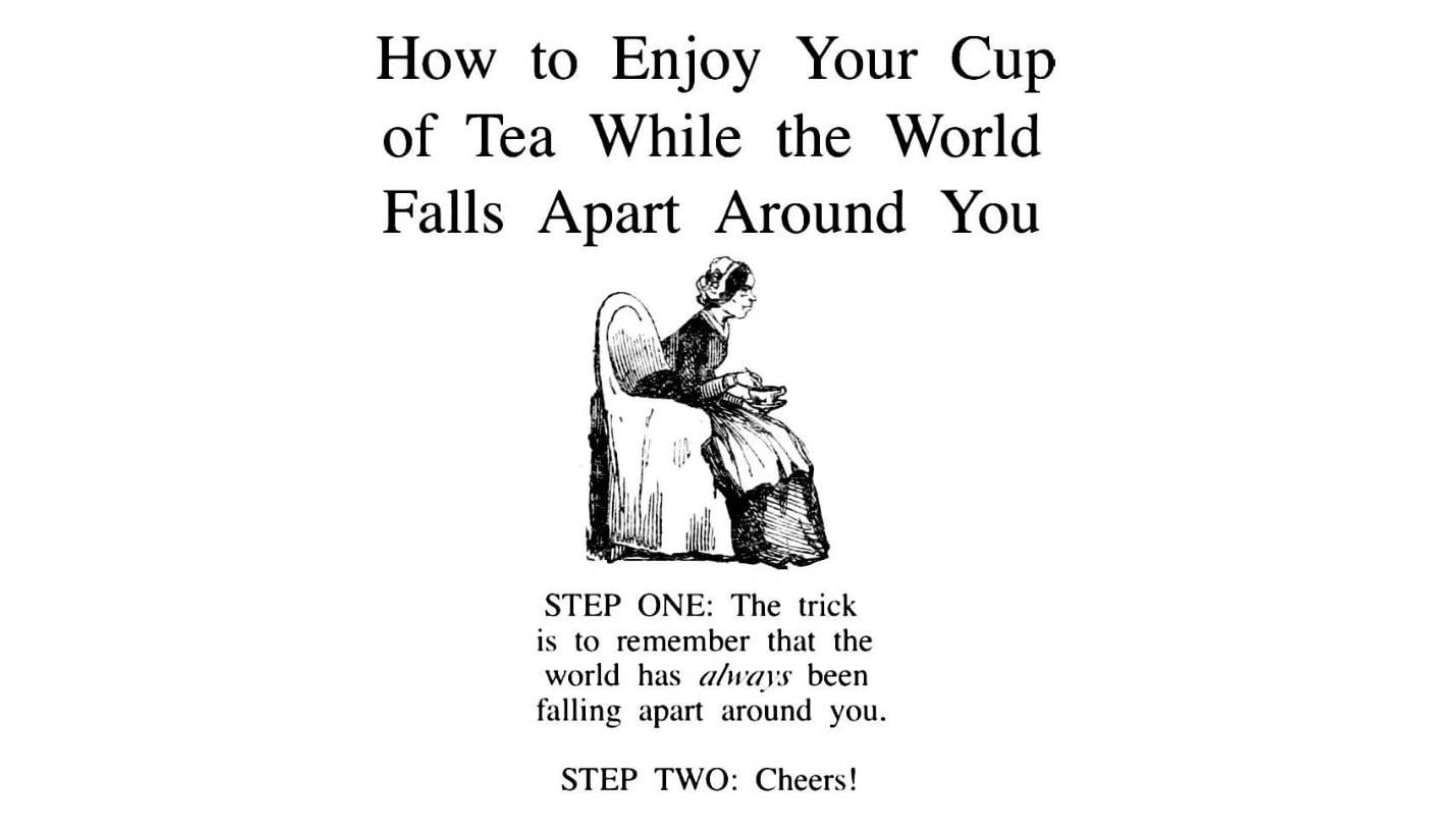 How to Enjoy Your Cup
of Tea While the World
Falls Apart Around You
STEP ONE: The trick
is to remember that the
world has always been
falling apart around you.
STEP TWO: Cheers!